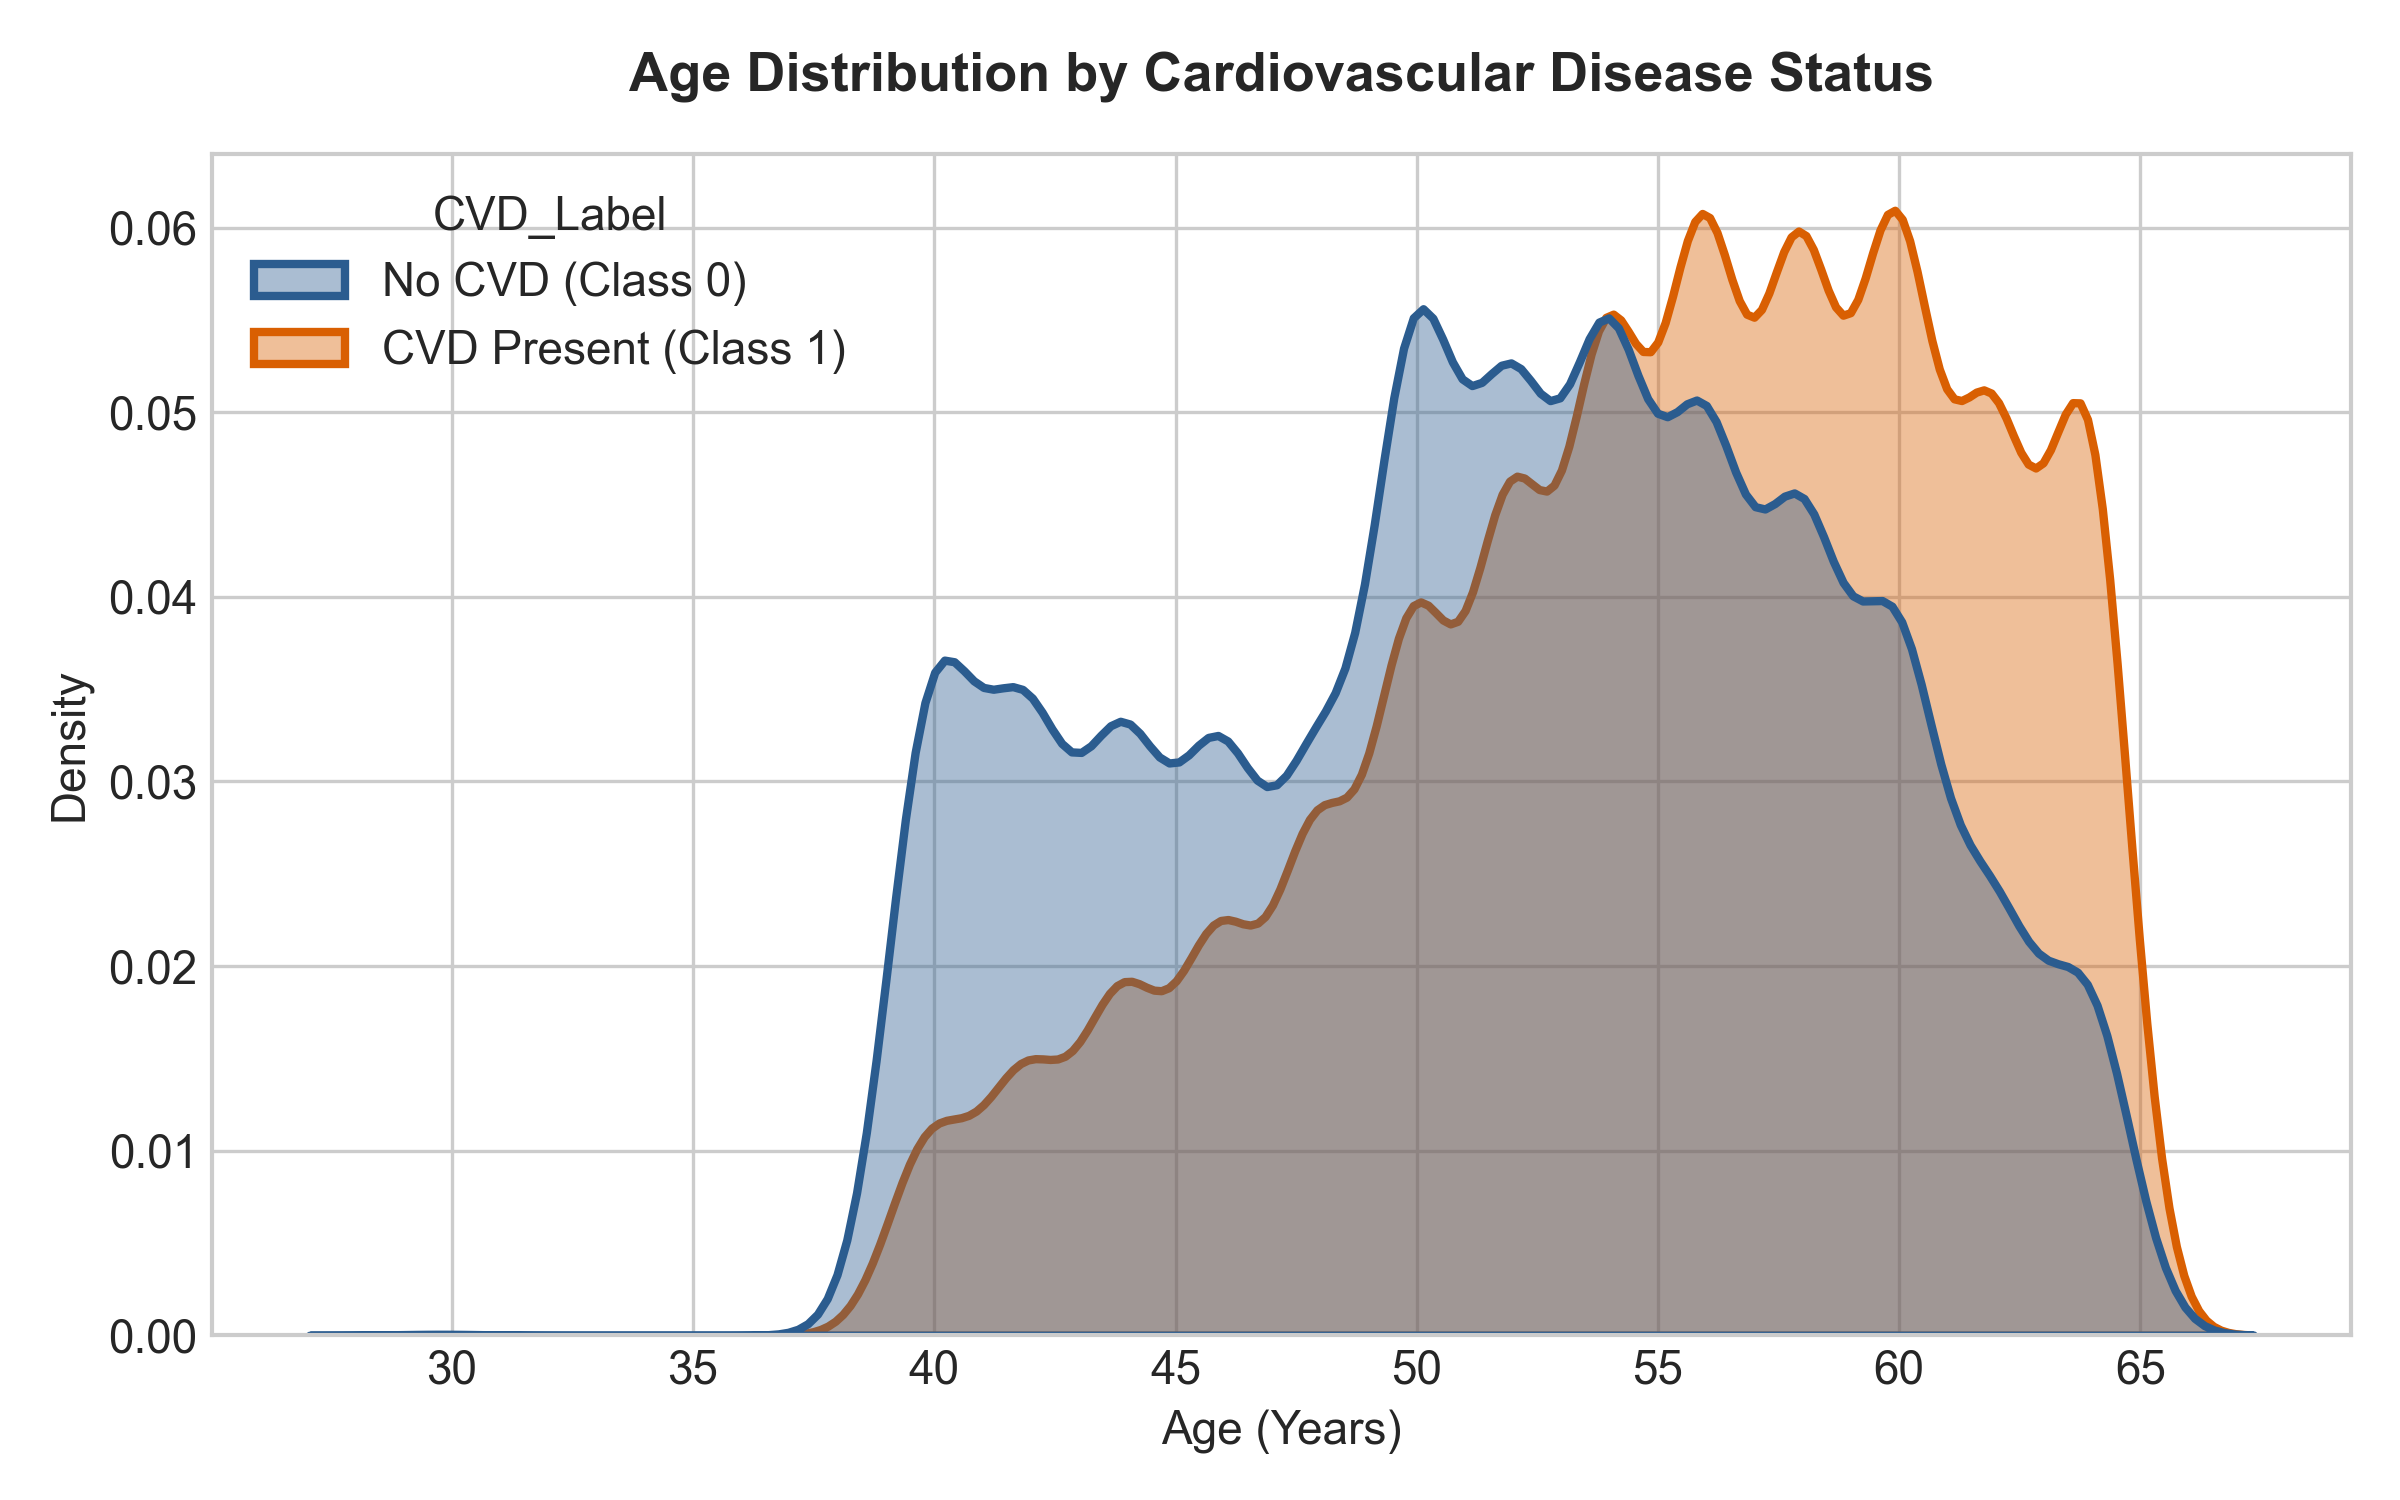 Age Distribution by Cardiovascular Disease Status
CVD_Label
No CVD (Class 0)
CVD Present (Class 1)
0.06
0.05
0.04
0.03
0.02
0.01
0.00
Density
30 35 40 45 50 55 60 65
Age (Years)